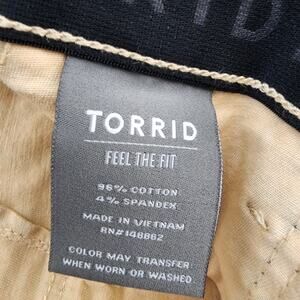 RID
TORRID
FEEL THE FIT
96% COTTON
4% SPANDEX
MADE IN VIETNAM
RN#148862
COLOR MAY TRANSFER
WHEN WORN OR WASHED